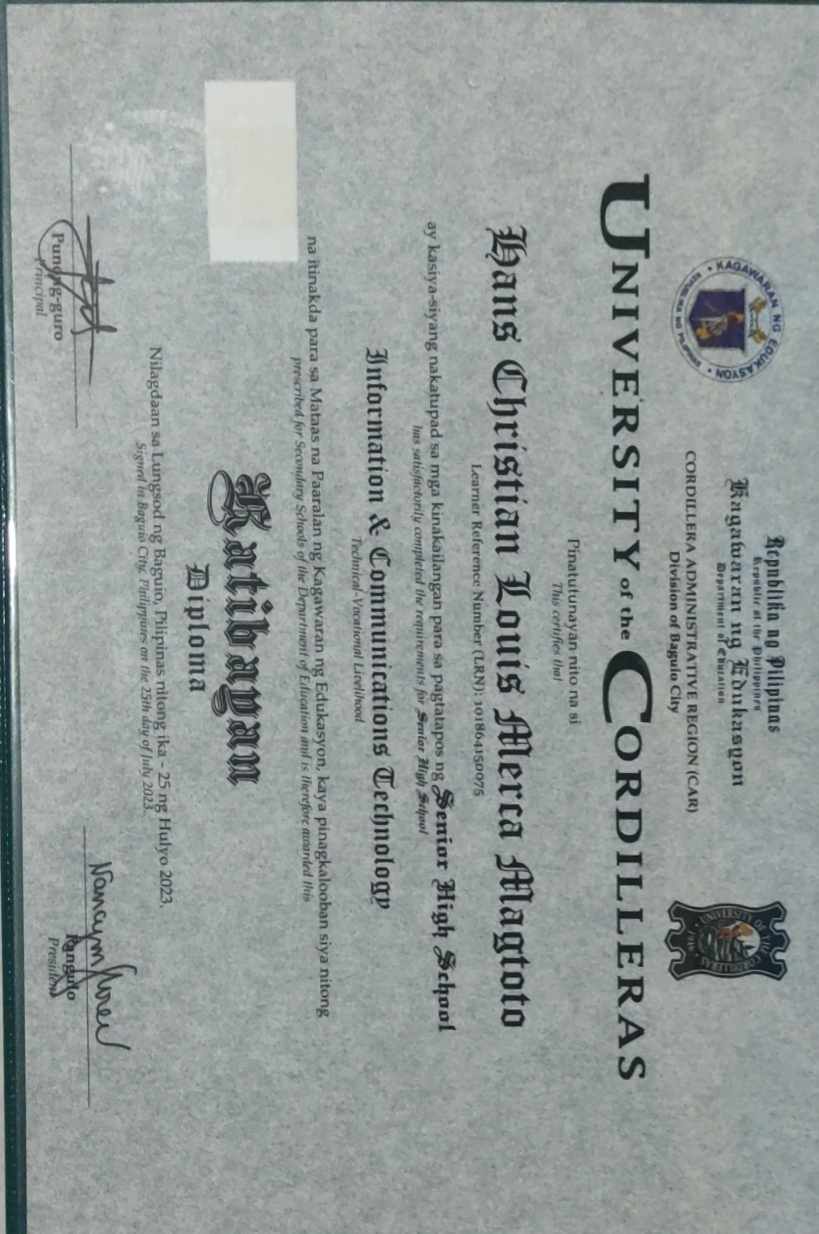 KAGAWARAN NG EDUKASYON
REPUBLIKA NG PILIPINAS
Republika ng Pilipinas
Republic of the Philippines
Kagawaran ng Edukasyon
Department of Education
CORDILLERA ADMINISTRATIVE REGION (CAR)
Division of Baguio City
UNIVERSITY OF THE CORDILLERAS
1946
UNIVERSITY of the CORDILLERAS
Pinatutunayan nito na si
This certifies that
Hans Christian Louis Merca Magtoto
Learner Reference Number (LRN): 101864150075
ay kasiya-siyang nakatupad sa mga kinakailangan para sa pagtatapos ng Senior High School
has satisfactorily completed the requirements for Senior High School
Information & Communications Technology
Technical-Vocational Livelihood
na itinakda para sa Mataas na Paaralan ng Kagawaran ng Edukasyon, kaya pinagkalooban siya nitong
prescribed for Secondary Schools of the Department of Education and is therefore awarded this
Katibayan
Diploma
Nilagdaan sa Lungsod ng Baguio, Pilipinas nitong ika - 25 ng Hulyo 2023.
Signed in Baguio City, Philippines on the 25th day of July 2023.
Punong-guro
Principal
Pangulo
President